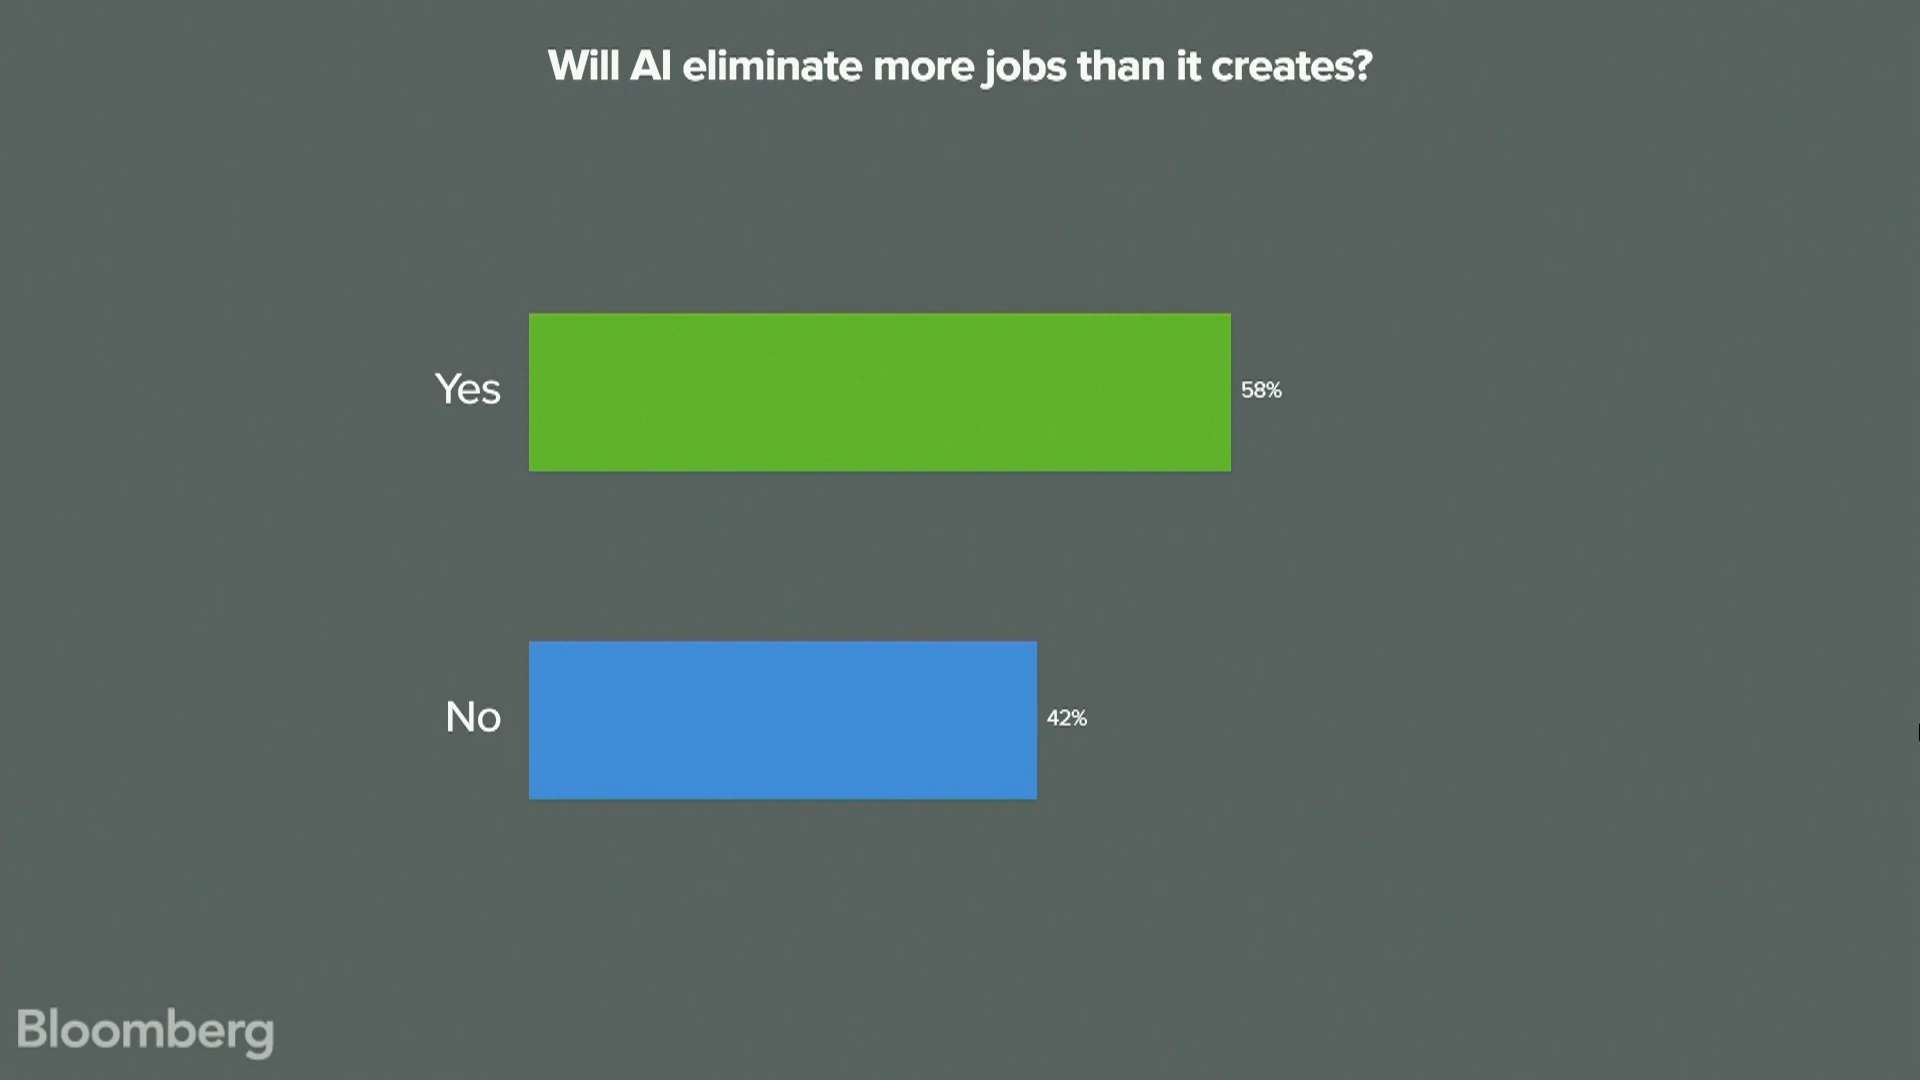 Will AI eliminate more jobs than it creates?
Yes
58%
No
42%
Bloomberg